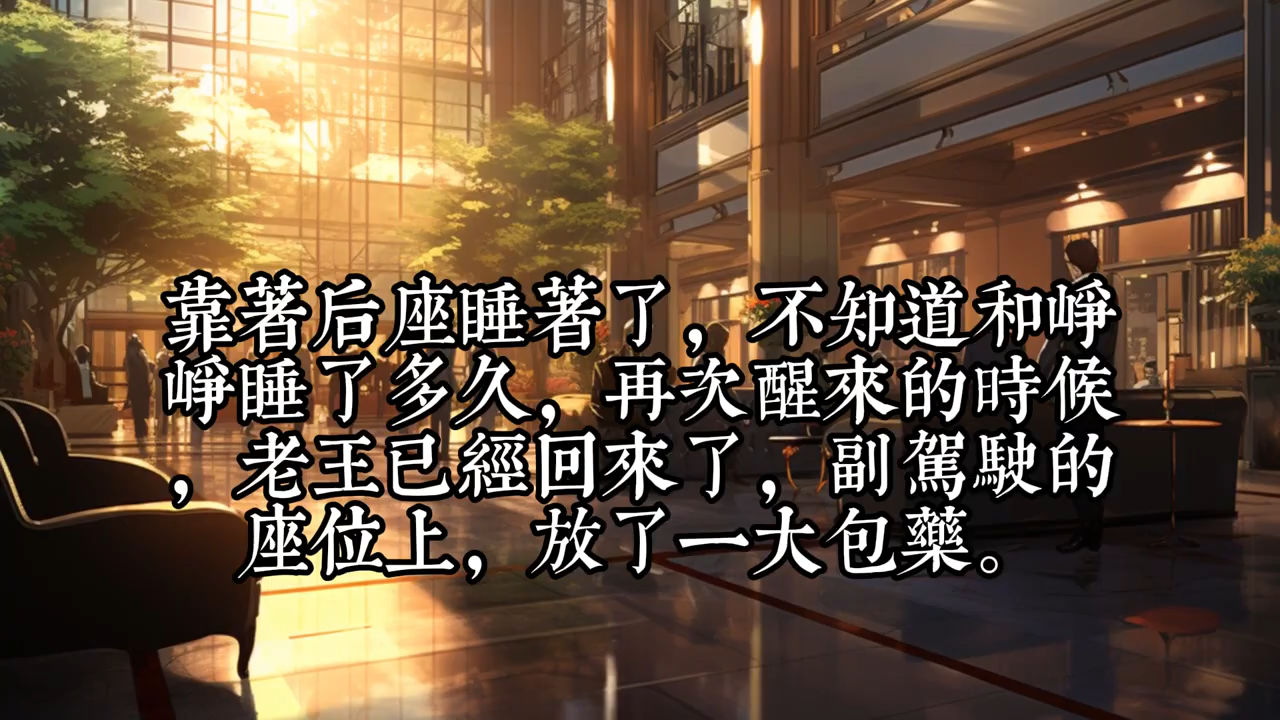 靠著后座睡著了，不知道和崢
崢睡了多久，再次醒來的時候
，老王已經回來了，副駕駛的
座位上，放了一大包藥。